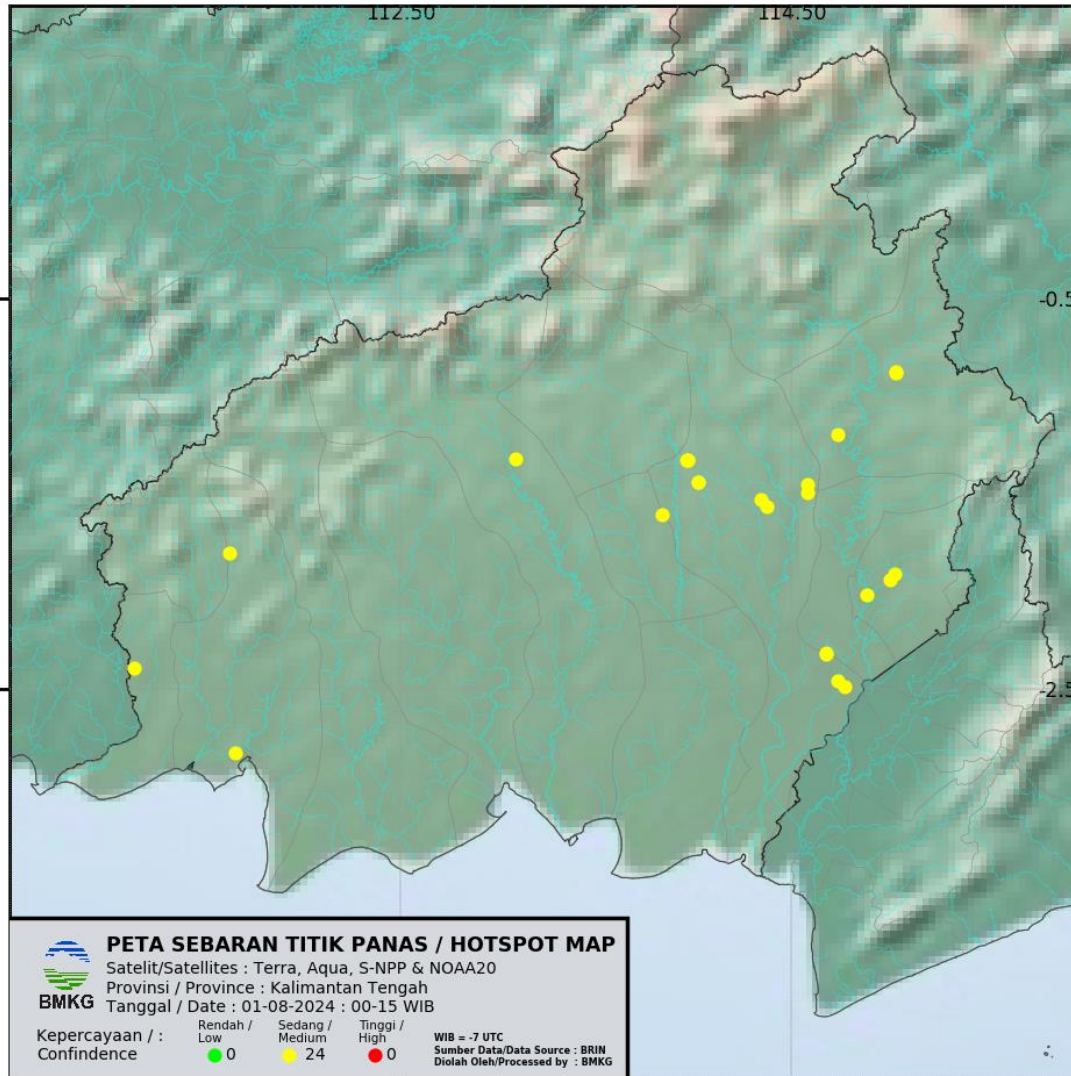 112.50 114.50
-0.5
-2.5
PETA SEBARAN TITIK PANAS / HOTSPOT MAP
Satelit/Satellites : Terra, Aqua, S-NPP & NOAA20
Provinsi / Province : Kalimantan Tengah
Tanggal / Date : 01-08-2024 : 00-15 WIB
BMKG
Kepercayaan / :
Confindence
Rendah /
Low
0
Sedang /
Medium
24
Tinggi /
High
0
WIB = -7 UTC
Sumber Data/Data Source : BRIN
Diolah Oleh/Processed by : BMKG